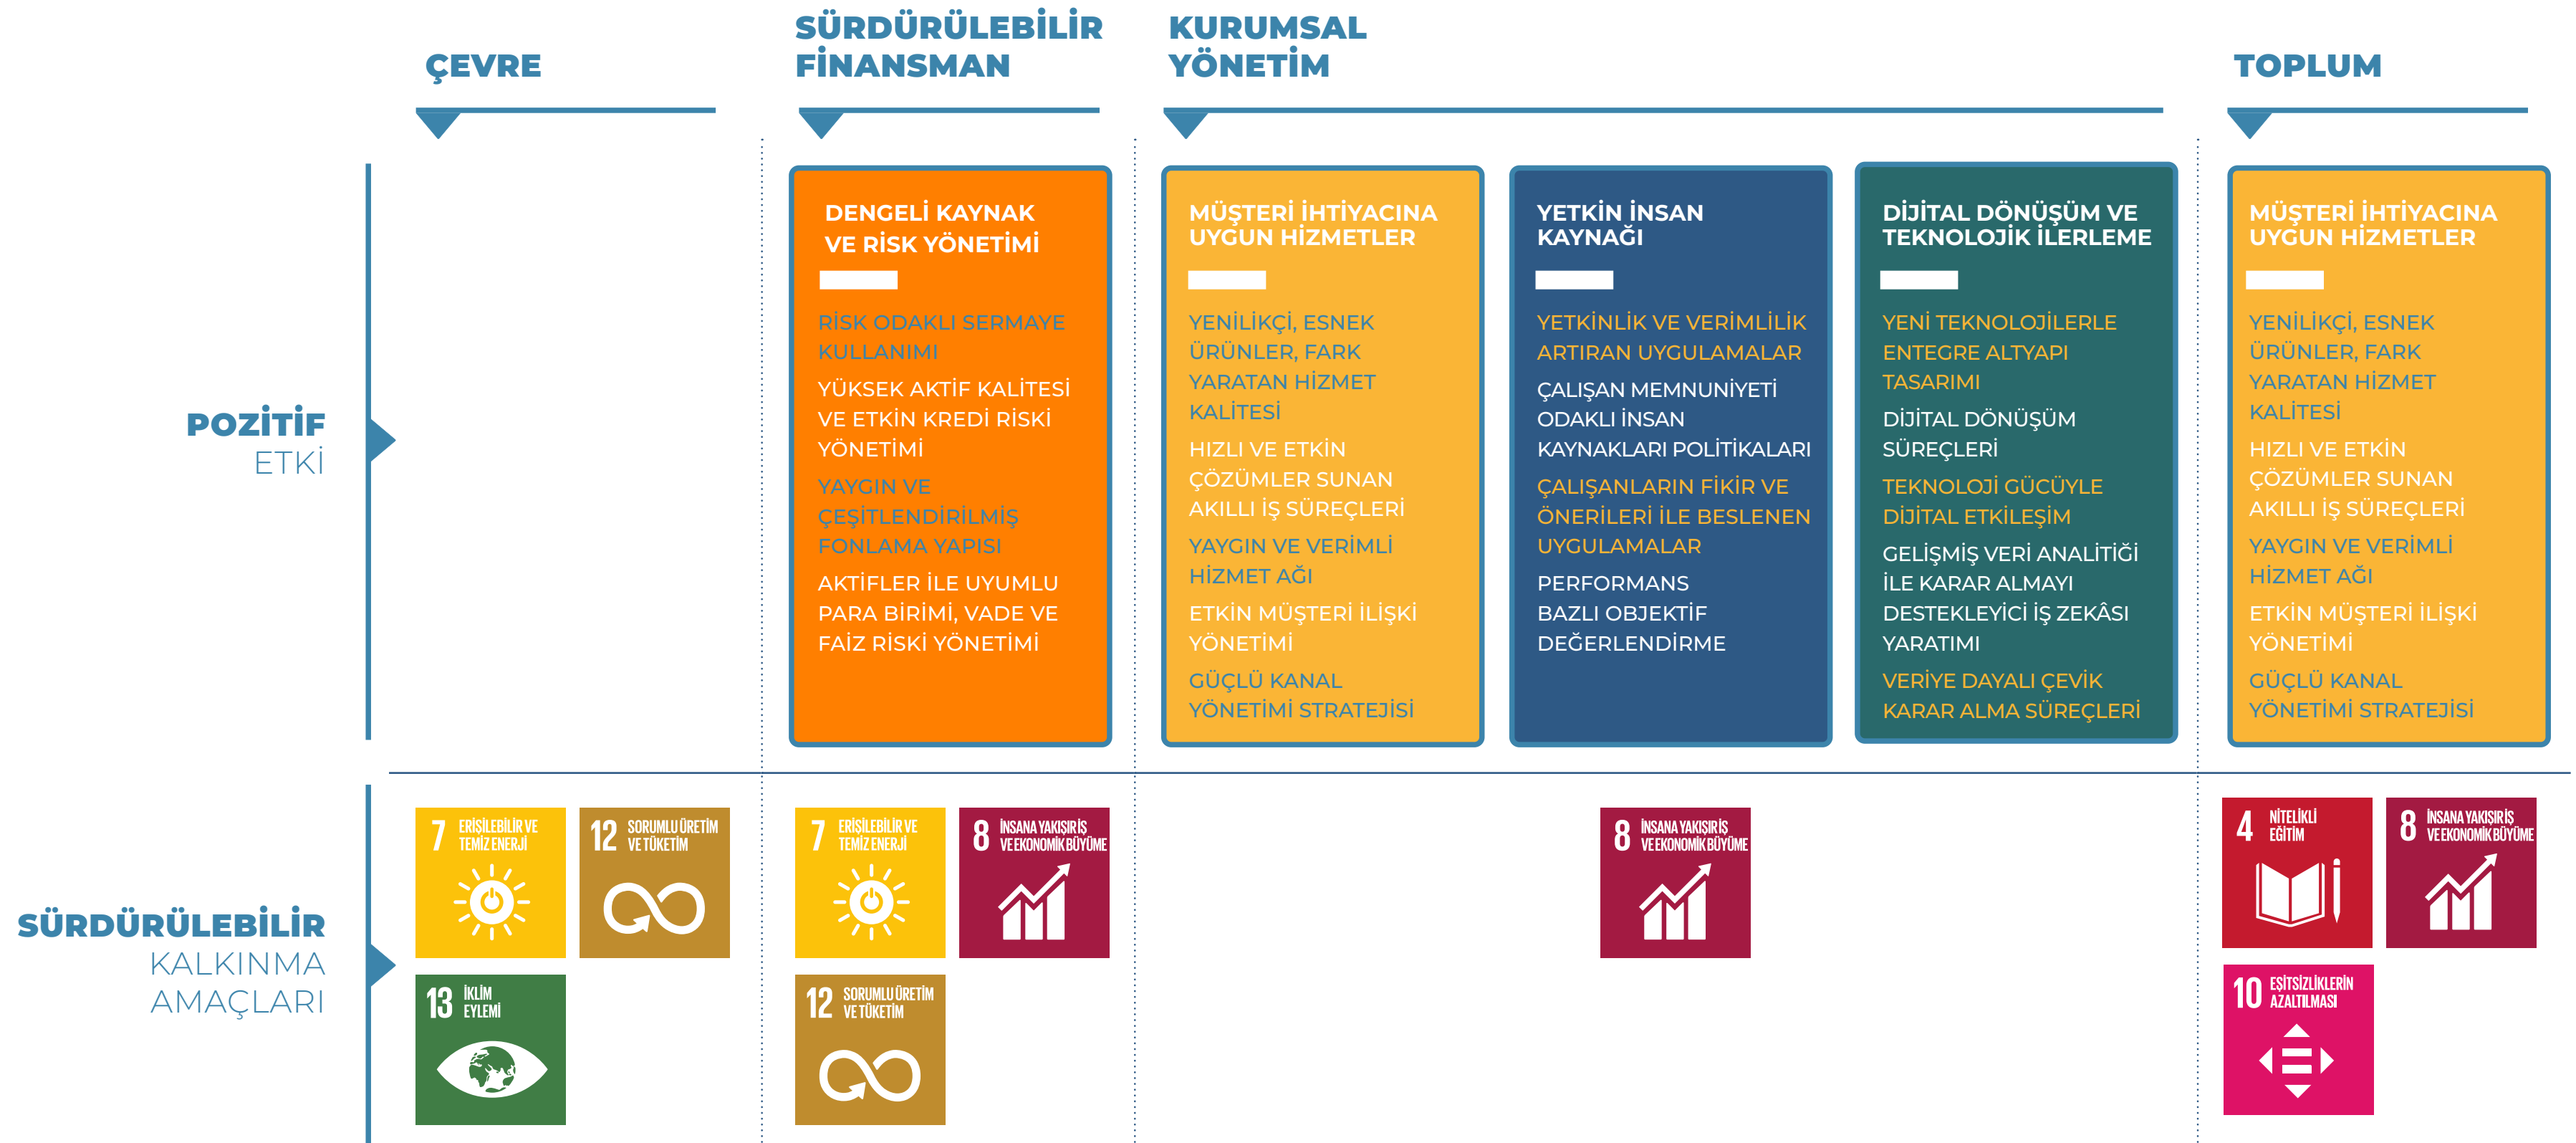 ÇEVRE
SÜRDÜRÜLEBİLİR
FİNANSMAN
KURUMSAL
YÖNETİM
TOPLUM
POZİTİF
ETKİ
DENGELİ KAYNAK
VE RİSK YÖNETİMİ
RİSK ODAKLI SERMAYE
KULLANIMI
YÜKSEK AKTİF KALİTESİ
VE ETKİN KREDİ RİSKİ
YÖNETİMİ
YAYGIN VE
ÇEŞİTLENDİRİLMİŞ
FONLAMA YAPISI
AKTİFLER İLE UYUMLU
PARA BİRİMİ, VADE VE
FAİZ RİSKİ YÖNETİMİ
MÜŞTERİ İHTİYACINA
UYGUN HİZMETLER
YENİLİKÇİ, ESNEK
ÜRÜNLER, FARK
YARATAN HİZMET
KALİTESİ
HIZLI VE ETKİN
ÇÖZÜMLER SUNAN
AKILLI İŞ SÜREÇLERİ
YAYGIN VE VERİMLİ
HİZMET AĞI
ETKİN MÜŞTERİ İLİŞKİ
YÖNETİMİ
GÜÇLÜ KANAL
YÖNETİMİ STRATEJİSİ
YETKİN İNSAN
KAYNAĞI
YETKİNLİK VE VERİMLİLİK
ARTIRAN UYGULAMALAR
ÇALIŞAN MEMNUNİYETİ
ODAKLI İNSAN
KAYNAKLARI POLİTİKALARI
ÇALIŞANLARIN FİKİR VE
ÖNERİLERİ İLE BESLENEN
UYGULAMALAR
PERFORMANS
BAZLI OBJEKTİF
DEĞERLENDİRME
DİJİTAL DÖNÜŞÜM VE
TEKNOLOJİK İLERLEME
YENİ TEKNOLOJİLERLE
ENTEGRE ALTYAPI
TASARIMI
DİJİTAL DÖNÜŞÜM
SÜREÇLERİ
TEKNOLOJİ GÜCÜYLE
DİJİTAL ETKİLEŞİM
GELİŞMİŞ VERİ ANALİTİĞİ
İLE KARAR ALMAYI
DESTEKLEYİCİ İŞ ZEKÂSI
YARATIMI
VERİYE DAYALI ÇEVİK
KARAR ALMA SÜREÇLERİ
MÜŞTERİ İHTİYACINA
UYGUN HİZMETLER
YENİLİKÇİ, ESNEK
ÜRÜNLER, FARK
YARATAN HİZMET
KALİTESİ
HIZLI VE ETKİN
ÇÖZÜMLER SUNAN
AKILLI İŞ SÜREÇLERİ
YAYGIN VE VERİMLİ
HİZMET AĞI
ETKİN MÜŞTERİ İLİŞKİ
YÖNETİMİ
GÜÇLÜ KANAL
YÖNETİMİ STRATEJİSİ
SÜRDÜRÜLEBİLİR
KALKINMA
AMAÇLARI
7 ERİŞİLEBİLİR VE
TEMİZ ENERJİ
12 SORUMLU ÜRETİM
VE TÜKETİM
13 İKLİM
EYLEMİ
7 ERİŞİLEBİLİR VE
TEMİZ ENERJİ
8 İNSANA YAKIŞIR İŞ
VE EKONOMİK BÜYÜME
12 SORUMLU ÜRETİM
VE TÜKETİM
8 İNSANA YAKIŞIR İŞ
VE EKONOMİK BÜYÜME
4 NİTELİKLİ
EĞİTİM
8 İNSANA YAKIŞIR İŞ
VE EKONOMİK BÜYÜME
10 EŞİTSİZLİKLERİN
AZALTILMASI